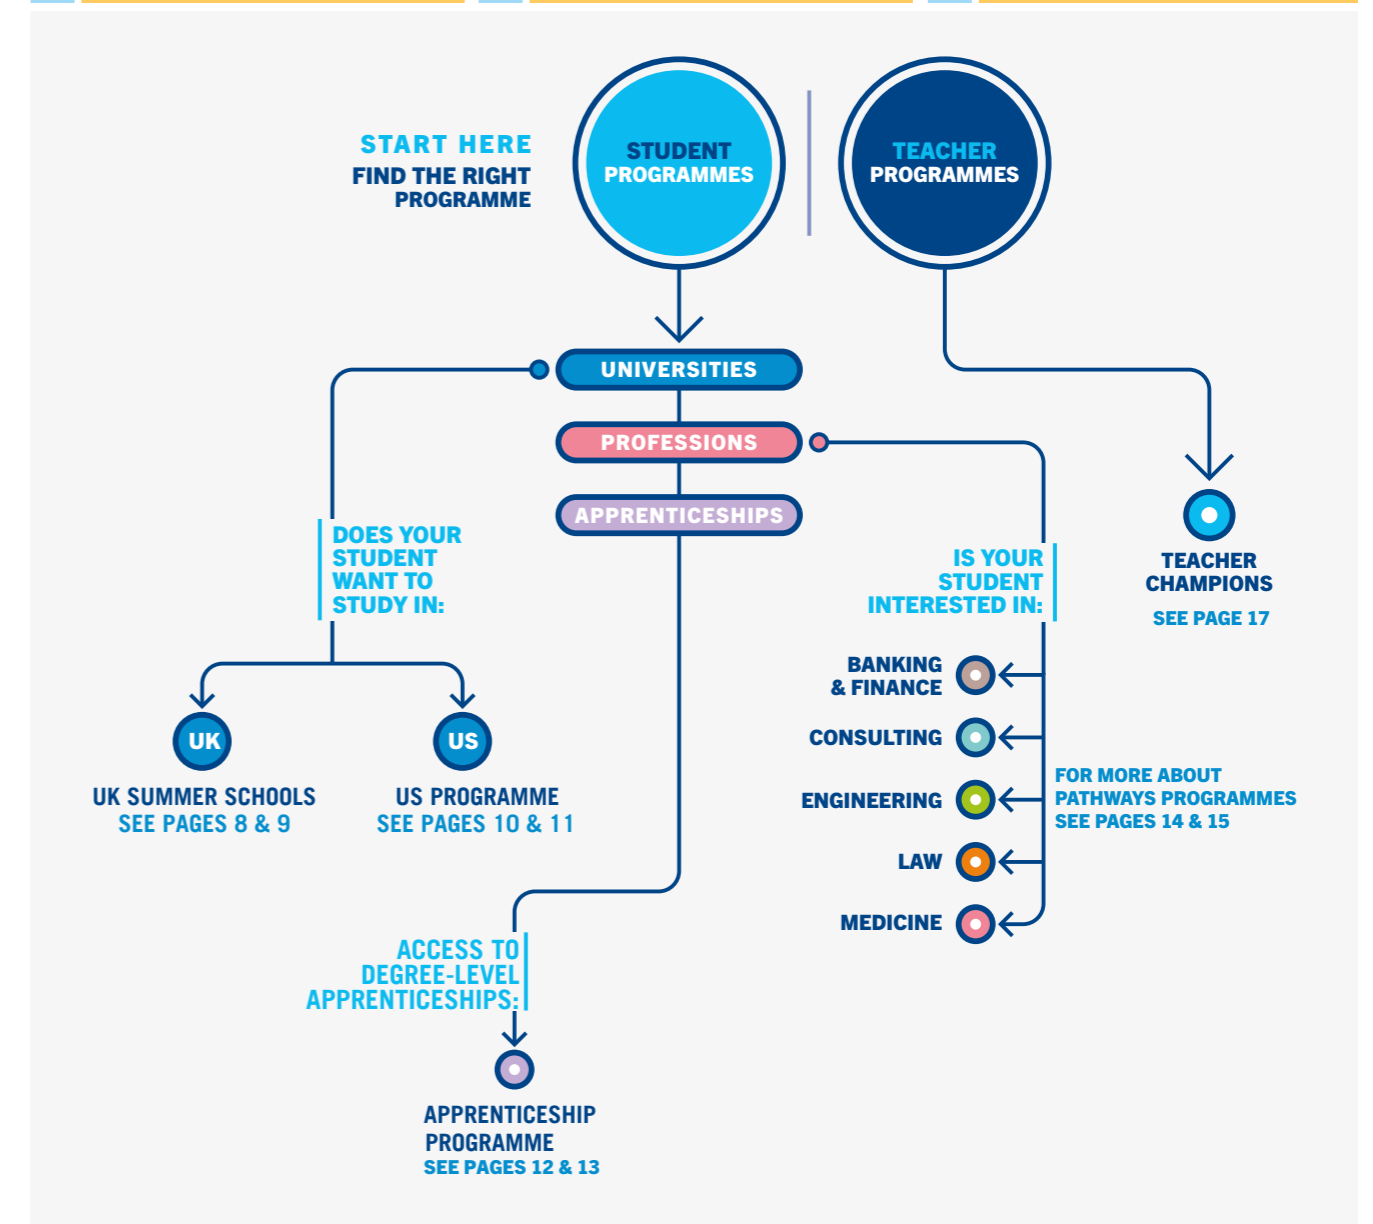 START HERE
FIND THE RIGHT
PROGRAMME
STUDENT
PROGRAMMES
TEACHER
PROGRAMMES
UNIVERSITIES
PROFESSIONS
APPRENTICESHIPS
DOES YOUR
STUDENT
WANT TO
STUDY IN:
UK
UK SUMMER SCHOOLS
SEE PAGES 8 & 9
US
US PROGRAMME
SEE PAGES 10 & 11
IS YOUR
STUDENT
INTERESTED IN:
BANKING
& FINANCE
CONSULTING
ENGINEERING
LAW
MEDICINE
FOR MORE ABOUT
PATHWAYS PROGRAMMES
SEE PAGES 14 & 15
TEACHER
CHAMPIONS
SEE PAGE 17
ACCESS TO
DEGREE-LEVEL
APPRENTICESHIPS:
APPRENTICESHIP
PROGRAMME
SEE PAGES 12 & 13